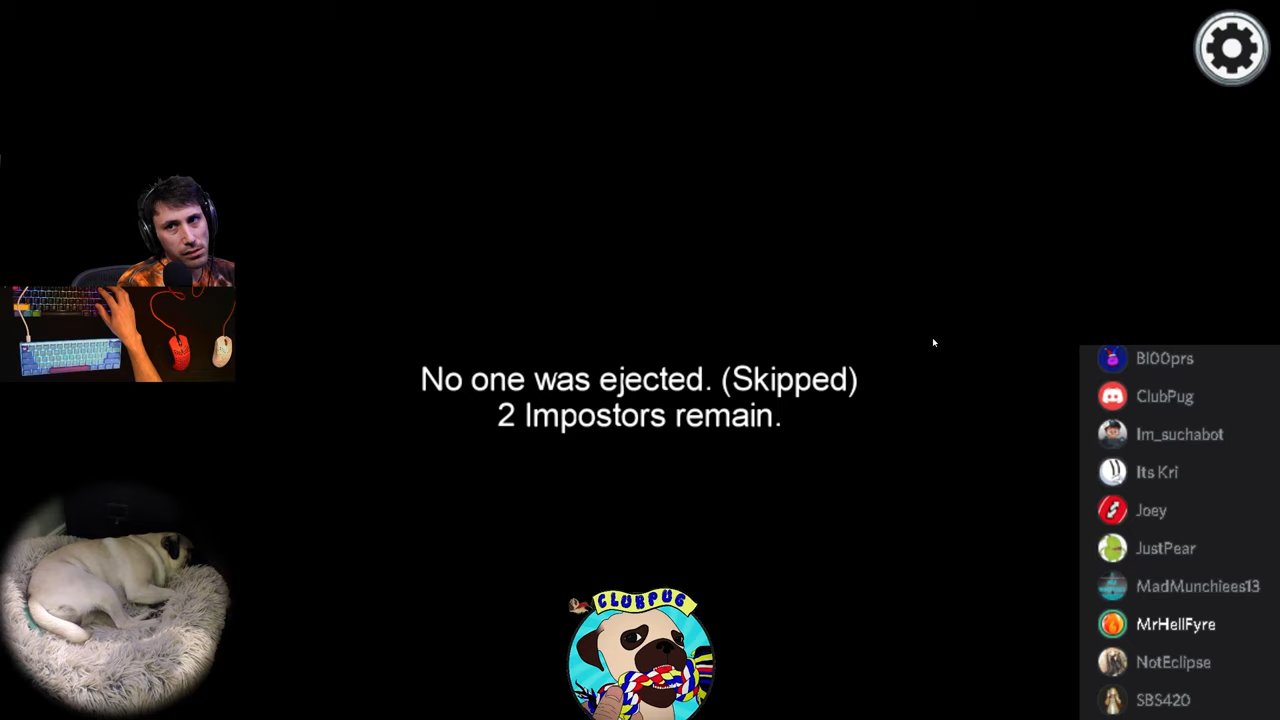 No one was ejected. (Skipped)
2 Impostors remain.
Bl00prs
ClubPug
Im_suchabot
Its Kri
Joey
JustPear
MadMunchiees13
MrHellFyre
NotEclipse
SBS420
CLUBPUG